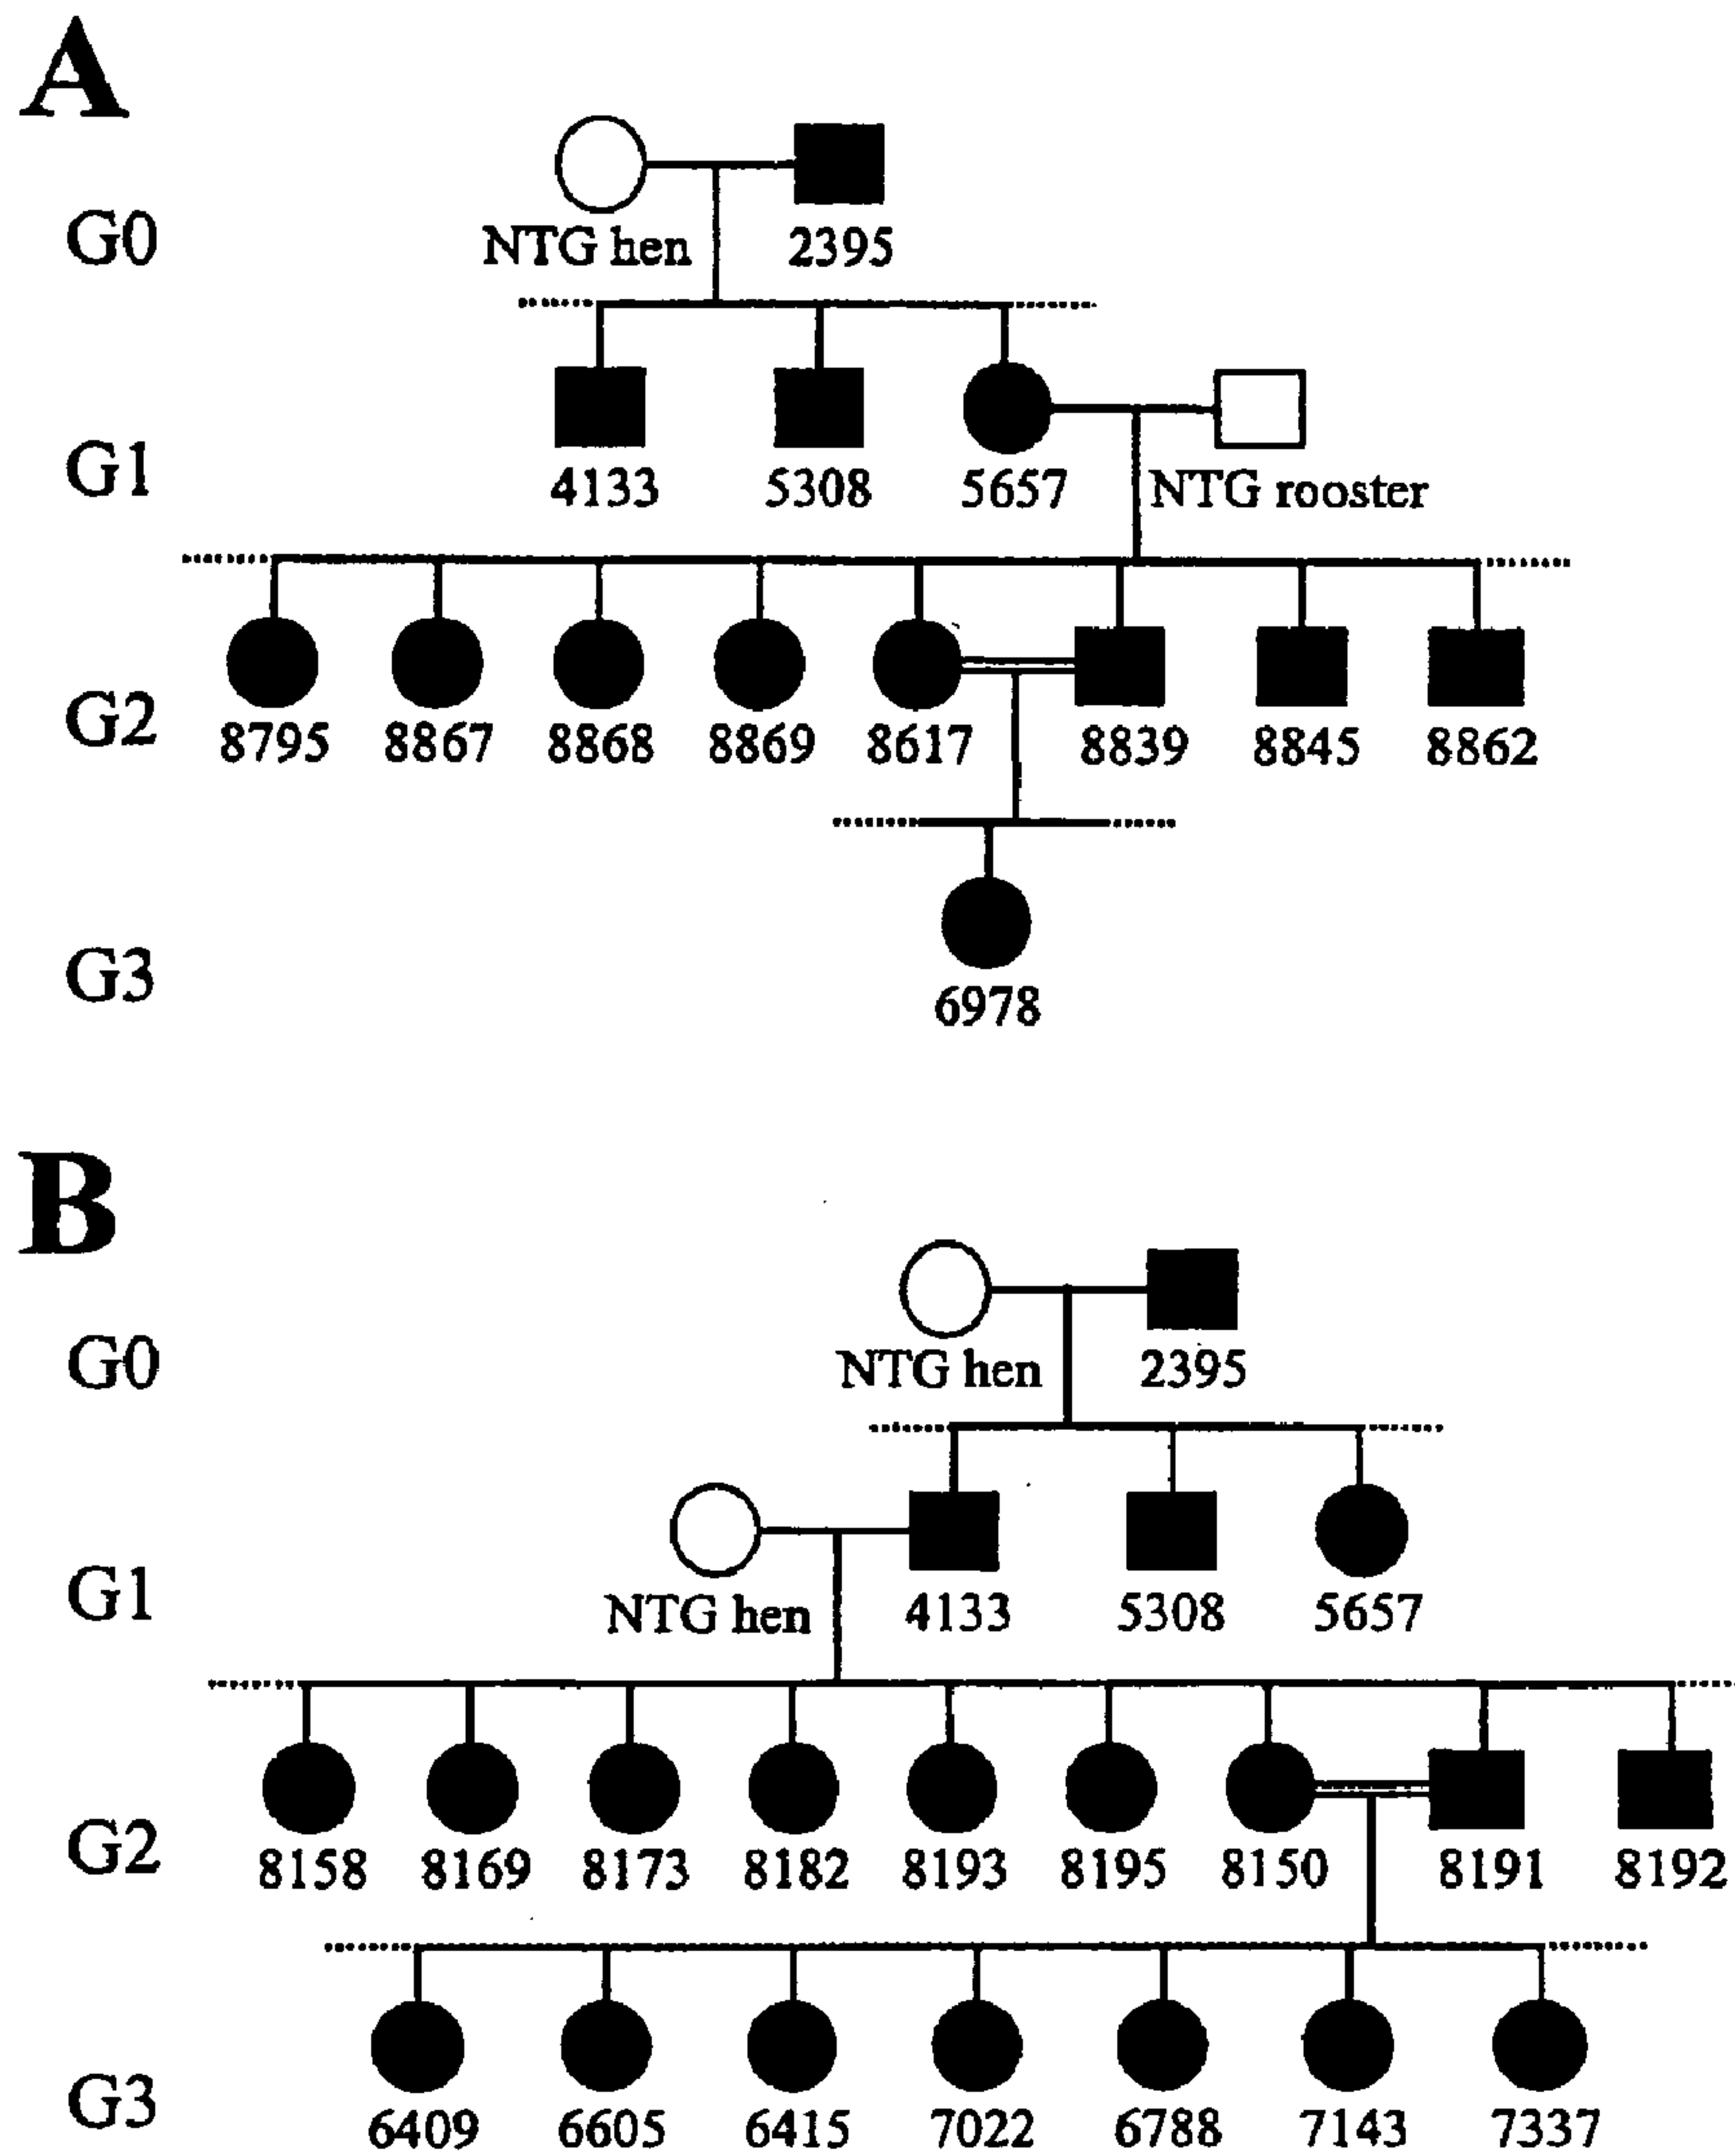 A
G0
NTG hen 2395
G1
4133 5308 5657 NTG rooster
G2
8795 8867 8868 8869 8617 8839 8845 8862
G3
6978
B
G0
NTG hen 2395
G1
NTG hen 4133 5308 5657
G2
8158 8169 8173 8182 8193 8195 8150 8191 8192
G3
6409 6605 6415 7022 6788 7143 7337